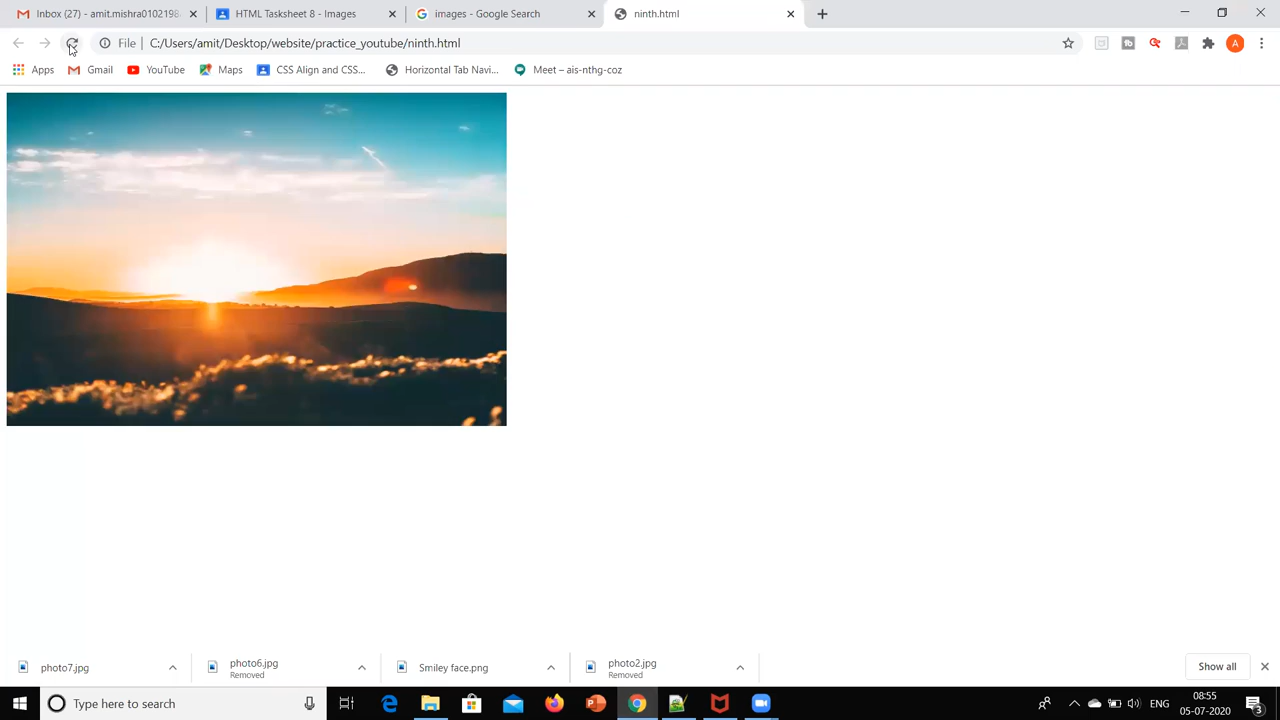 Inbox (27) - amit.mishra0102198
HTML Tasksheet 8 - Images
images - Google Search
ninth.html
File
C:/Users/amit/Desktop/website/practice_youtube/ninth.html
A
Apps
Gmail
YouTube
Maps
CSS Align and CSS...
Horizontal Tab Navi...
Meet – ais-nthg-coz
photo7.jpg
photo6.jpg
Removed
Smiley face.png
photo2.jpg
Removed
Show all
Type here to search
ENG
08:55
05-07-2020
3